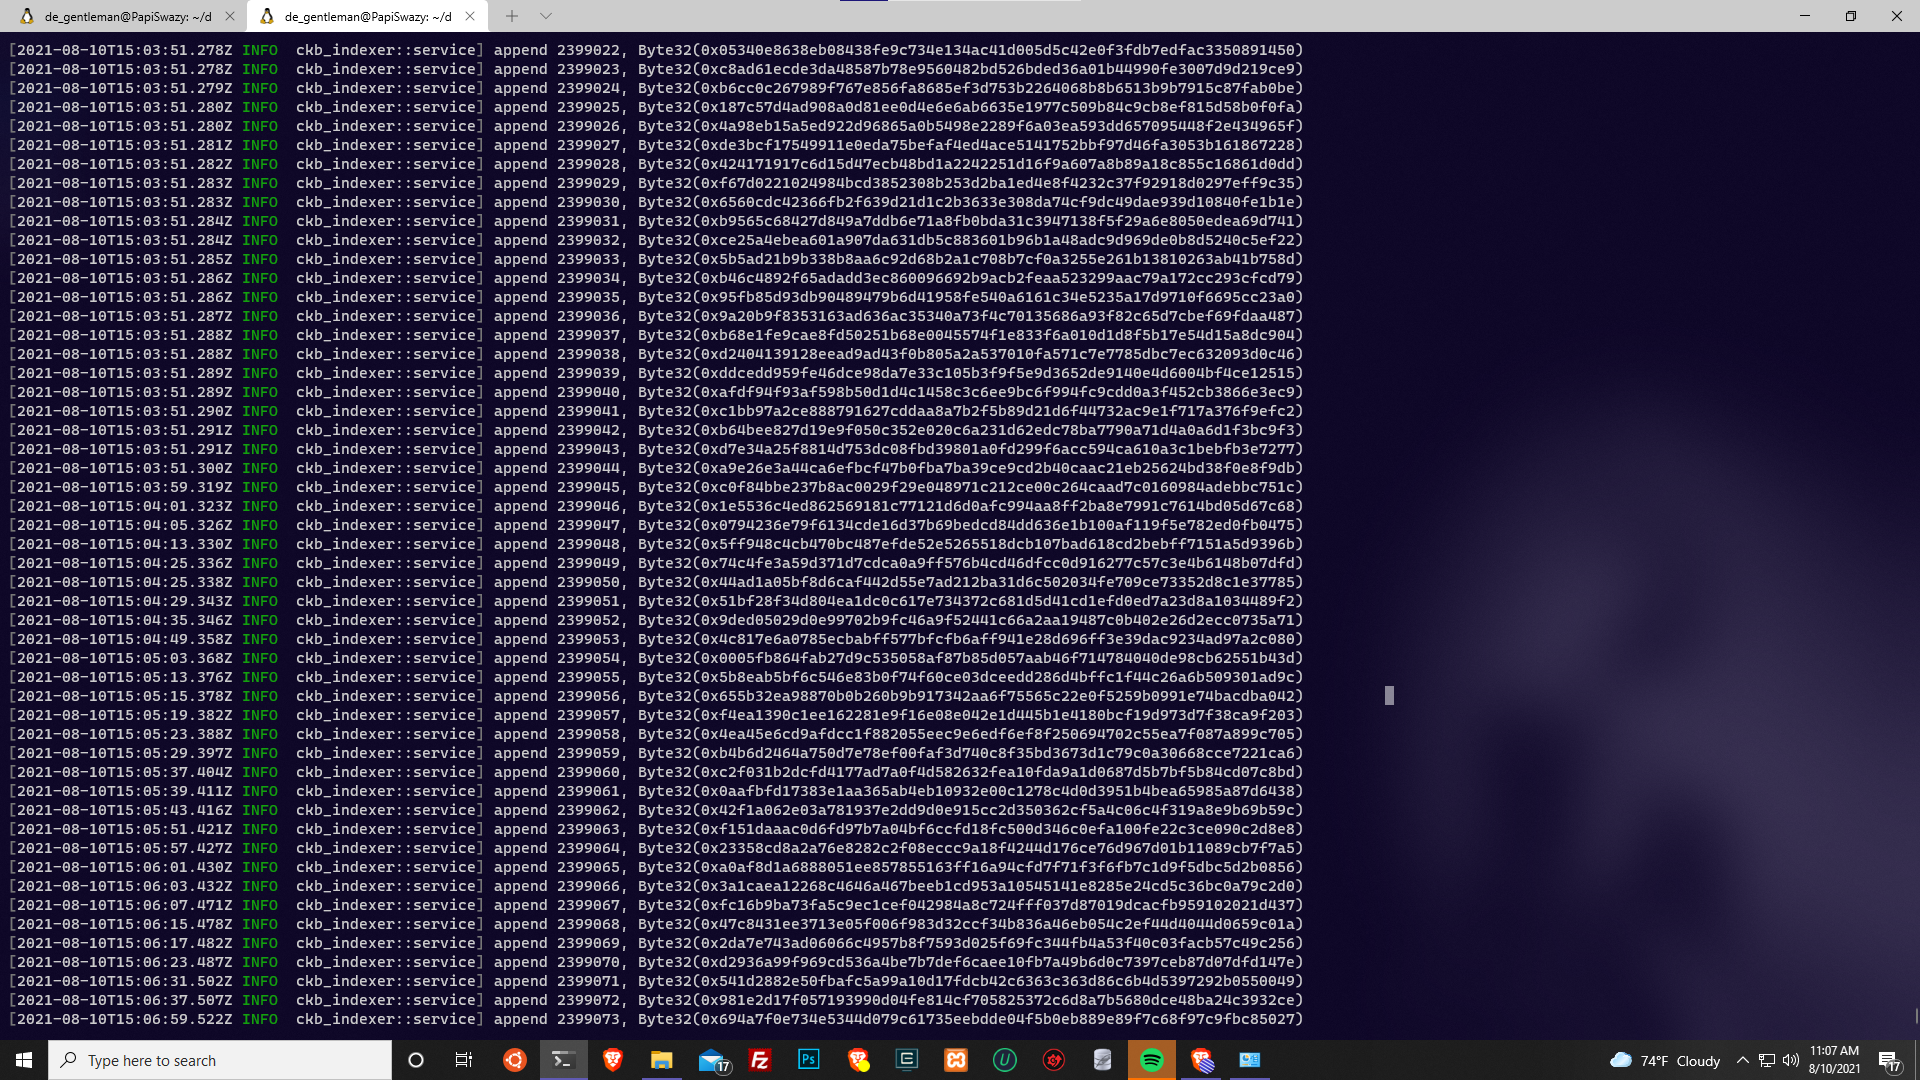 de_gentleman@PapiSwazy: ~/d
de_gentleman@PapiSwazy: ~/d
[2021-08-10T15:03:51.278Z INFO  ckb_indexer::service] append 2399022, Byte32(0x05340e8638eb08438fe9c734e134ac41d005d5c42e0f3fdb7edfac3350891450)
[2021-08-10T15:03:51.278Z INFO  ckb_indexer::service] append 2399023, Byte32(0xc8ad61ecde3da48587b78e9560482bd526bded36a01b44990fe3007d9d219ce9)
[2021-08-10T15:03:51.279Z INFO  ckb_indexer::service] append 2399024, Byte32(0xb6cc0c267989f767e856fa8685ef3d753b2264068b8b6513b9b7915c87fab0be)
[2021-08-10T15:03:51.280Z INFO  ckb_indexer::service] append 2399025, Byte32(0x187c57d4ad908a0d81ee0d4e6e6ab6635e1977c509b84c9cb8ef815d58b0f0fa)
[2021-08-10T15:03:51.280Z INFO  ckb_indexer::service] append 2399026, Byte32(0x4a98eb15a5ed922d96865a0b5498e2289f6a03ea593dd657095448f2e434965f)
[2021-08-10T15:03:51.281Z INFO  ckb_indexer::service] append 2399027, Byte32(0xde3bcf17549911e0eda75befaf4ed4ace5141752bbf97d46fa3053b161867228)
[2021-08-10T15:03:51.282Z INFO  ckb_indexer::service] append 2399028, Byte32(0x424171917c6d15d47ecb48bd1a2242251d16f9a607a8b89a18c855c16861d0dd)
[2021-08-10T15:03:51.283Z INFO  ckb_indexer::service] append 2399029, Byte32(0xf67d0221024984bcd3852308b253d2ba1ed4e8f4232c37f92918d0297eff9c35)
[2021-08-10T15:03:51.283Z INFO  ckb_indexer::service] append 2399030, Byte32(0x6560cdc42366fb2f639d21d1c2b3633e308da74cf9dc49dae939d10840fe1b1e)
[2021-08-10T15:03:51.284Z INFO  ckb_indexer::service] append 2399031, Byte32(0xb9565c68427d849a7ddb6e71a8fb0bda31c3947138f5f29a6e8050edea69d741)
[2021-08-10T15:03:51.284Z INFO  ckb_indexer::service] append 2399032, Byte32(0xce25a4ebea601a907da631db5c883601b96b1a48adc9d969de0b8d5240c5ef22)
[2021-08-10T15:03:51.285Z INFO  ckb_indexer::service] append 2399033, Byte32(0x5b5ad21b9b338b8aa6c92d68b2a1c708b7cf0a3255e261b13810263ab41b758d)
[2021-08-10T15:03:51.286Z INFO  ckb_indexer::service] append 2399034, Byte32(0xb46c4892f65adadd3ec860096692b9acb2feaa523299aac79a172cc293cfcd79)
[2021-08-10T15:03:51.286Z INFO  ckb_indexer::service] append 2399035, Byte32(0x95fb85d93db90489479b6d41958fe540a6161c34e5235a17d9710f6695cc23a0)
[2021-08-10T15:03:51.287Z INFO  ckb_indexer::service] append 2399036, Byte32(0x9a20b9f8353163ad636ac35340a73f4c70135686a93f82c65d7cbef69fdaa487)
[2021-08-10T15:03:51.288Z INFO  ckb_indexer::service] append 2399037, Byte32(0xb68e1fe9cae8fd50251b68e0045574f1e833f6a010d1d8f5b17e54d15a8dc904)
[2021-08-10T15:03:51.288Z INFO  ckb_indexer::service] append 2399038, Byte32(0xd2404139128eead9ad43f0b805a2a537010fa571c7e7785dbc7ec632093d0c46)
[2021-08-10T15:03:51.289Z INFO  ckb_indexer::service] append 2399039, Byte32(0xddcedd959fe46dce98da7e33c105b3f9f5e9d3652de9140e4d6004bf4ce12515)
[2021-08-10T15:03:51.289Z INFO  ckb_indexer::service] append 2399040, Byte32(0xafdf94f93af598b50d1d4c1458c3c6ee9bc6f994fc9cdd0a3f452cb3866e3ec9)
[2021-08-10T15:03:51.290Z INFO  ckb_indexer::service] append 2399041, Byte32(0xc1bb97a2ce888791627cddaa8a7b2f5b89d21d6f44732ac9e1f717a376f9efc2)
[2021-08-10T15:03:51.291Z INFO  ckb_indexer::service] append 2399042, Byte32(0xb64bee827d19e9f050c352e020c6a231d62edc78ba7790a71d4a0a6d1f3bc9f3)
[2021-08-10T15:03:51.291Z INFO  ckb_indexer::service] append 2399043, Byte32(0xd7e34a25f8814d753dc08fbd39801a0fd299f6acc594ca610a3c1bebfb3e7277)
[2021-08-10T15:03:51.300Z INFO  ckb_indexer::service] append 2399044, Byte32(0xa9e26e3a44ca6efbcf47b0fba7ba39ce9cd2b40caac21eb25624bd38f0e8f9db)
[2021-08-10T15:03:59.319Z INFO  ckb_indexer::service] append 2399045, Byte32(0xc0f84bbe237b8ac0029f29e048971c212ce00c264caad7c0160984adebbc751c)
[2021-08-10T15:04:01.323Z INFO  ckb_indexer::service] append 2399046, Byte32(0x1e5536c4ed862569181c77121d6d0afc994aa8ff2ba8e7991c7614bd05d67c68)
[2021-08-10T15:04:05.326Z INFO  ckb_indexer::service] append 2399047, Byte32(0x0794236e79f6134cde16d37b69bedcd84dd636e1b100af119f5e782ed0fb0475)
[2021-08-10T15:04:13.330Z INFO  ckb_indexer::service] append 2399048, Byte32(0x5ff948c4cb470bc487efde52e5265518dcb107bad618cd2bebff7151a5d9396b)
[2021-08-10T15:04:25.336Z INFO  ckb_indexer::service] append 2399049, Byte32(0x74c4fe3a59d371d7cdca0a9ff576b4cd46dfcc0d916277c57c3e4b6148b07dfd)
[2021-08-10T15:04:25.338Z INFO  ckb_indexer::service] append 2399050, Byte32(0x44ad1a05bf8d6caf442d55e7ad212ba31d6c502034fe709ce73352d8c1e37785)
[2021-08-10T15:04:29.343Z INFO  ckb_indexer::service] append 2399051, Byte32(0x51bf28f34d804ea1dc0c617e734372c681d5d41cd1efd0ed7a23d8a1034489f2)
[2021-08-10T15:04:35.346Z INFO  ckb_indexer::service] append 2399052, Byte32(0x9ded05029d0e99702b9fc46a9f52441c66a2aa19487c0b402e26d2ecc0735a71)
[2021-08-10T15:04:49.358Z INFO  ckb_indexer::service] append 2399053, Byte32(0x4c817e6a0785ecbabff577bfcfb6aff941e28d696ff3e39dac9234ad97a2c080)
[2021-08-10T15:05:03.368Z INFO  ckb_indexer::service] append 2399054, Byte32(0x0005fb864fab27d9c535058af87b85d057aab46f714784040de98cb62551b43d)
[2021-08-10T15:05:13.376Z INFO  ckb_indexer::service] append 2399055, Byte32(0x5b8eab5bf6c546e83b0f74f60ce03dceedd286d4bffc1f44c26a6b509301ad9c)
[2021-08-10T15:05:15.378Z INFO  ckb_indexer::service] append 2399056, Byte32(0x655b32ea98870b0b260b9b917342aa6f75565c22e0f5259b0991e74bacdba042)
[2021-08-10T15:05:19.382Z INFO  ckb_indexer::service] append 2399057, Byte32(0xf4ea1390c1ee162281e9f16e08e042e1d445b1e4180bcf19d973d7f38ca9f203)
[2021-08-10T15:05:23.388Z INFO  ckb_indexer::service] append 2399058, Byte32(0x4ea45e6cd9afdcc1f882055eec9e6edf6ef8f250694702c55ea7f087a899c705)
[2021-08-10T15:05:29.397Z INFO  ckb_indexer::service] append 2399059, Byte32(0xb4b6d2464a750d7e78ef00faf3d740c8f35bd3673d1c79c0a30668cce7221ca6)
[2021-08-10T15:05:37.404Z INFO  ckb_indexer::service] append 2399060, Byte32(0xc2f031b2dcfd4177ad7a0f4d582632fea10fda9a1d0687d5b7bf5b84cd07c8bd)
[2021-08-10T15:05:39.411Z INFO  ckb_indexer::service] append 2399061, Byte32(0x0aafbfd17383e1aa365ab4eb10932e00c1278c4d0d3951b4bea65985a87d6438)
[2021-08-10T15:05:43.416Z INFO  ckb_indexer::service] append 2399062, Byte32(0x42f1a062e03a781937e2dd9d0e915cc2d350362cf5a4c06c4f319a8e9b69b59c)
[2021-08-10T15:05:51.421Z INFO  ckb_indexer::service] append 2399063, Byte32(0xf151daaac0d6fd97b7a04bf6ccfd18fc500d346c0efa100fe22c3ce090c2d8e8)
[2021-08-10T15:05:57.427Z INFO  ckb_indexer::service] append 2399064, Byte32(0x23358cd8a2a76e8282c2f08eccc9a18f4244d176ce76d967d01b11089cb7f7a5)
[2021-08-10T15:06:01.430Z INFO  ckb_indexer::service] append 2399065, Byte32(0xa0af8d1a6888051ee857855163ff16a94cfd7f71f3f6fb7c1d9f5dbc5d2b0856)
[2021-08-10T15:06:03.432Z INFO  ckb_indexer::service] append 2399066, Byte32(0x3a1caea12268c4646a467beeb1cd953a10545141e8285e24cd5c36bc0a79c2d0)
[2021-08-10T15:06:07.471Z INFO  ckb_indexer::service] append 2399067, Byte32(0xfc16b9ba73fa5c9ec1cef042984a8c724fff037d87019dcacfb959102021d437)
[2021-08-10T15:06:15.478Z INFO  ckb_indexer::service] append 2399068, Byte32(0x47c8431ee3713e05f006f983d32ccf34b836a46eb054c2ef44d4044d0659c01a)
[2021-08-10T15:06:17.482Z INFO  ckb_indexer::service] append 2399069, Byte32(0x2da7e743ad06066c4957b8f7593d025f69fc344fb4a53f40c03facb57c49c256)
[2021-08-10T15:06:23.487Z INFO  ckb_indexer::service] append 2399070, Byte32(0xd2936a99f969cd536a4be7b7def6caee10fb7a49b6d0c7397ceb87d07dfd147e)
[2021-08-10T15:06:31.502Z INFO  ckb_indexer::service] append 2399071, Byte32(0x541d2882e50fbafc5a99a10d17fdcb42c6363c363d86c6b4d5397292b0550049)
[2021-08-10T15:06:37.507Z INFO  ckb_indexer::service] append 2399072, Byte32(0x981e2d17f057193990d04fe814cf705825372c6d8a7b5680dce48ba24c3932ce)
[2021-08-10T15:06:59.522Z INFO  ckb_indexer::service] append 2399073, Byte32(0x694a7f0e734e5344d079c61735eebdde04f5b0eb889e89f7c68f97c9fbc85027)
Type here to search
17
Fz
Ps
74°F Cloudy
11:07 AM
8/10/2021
17